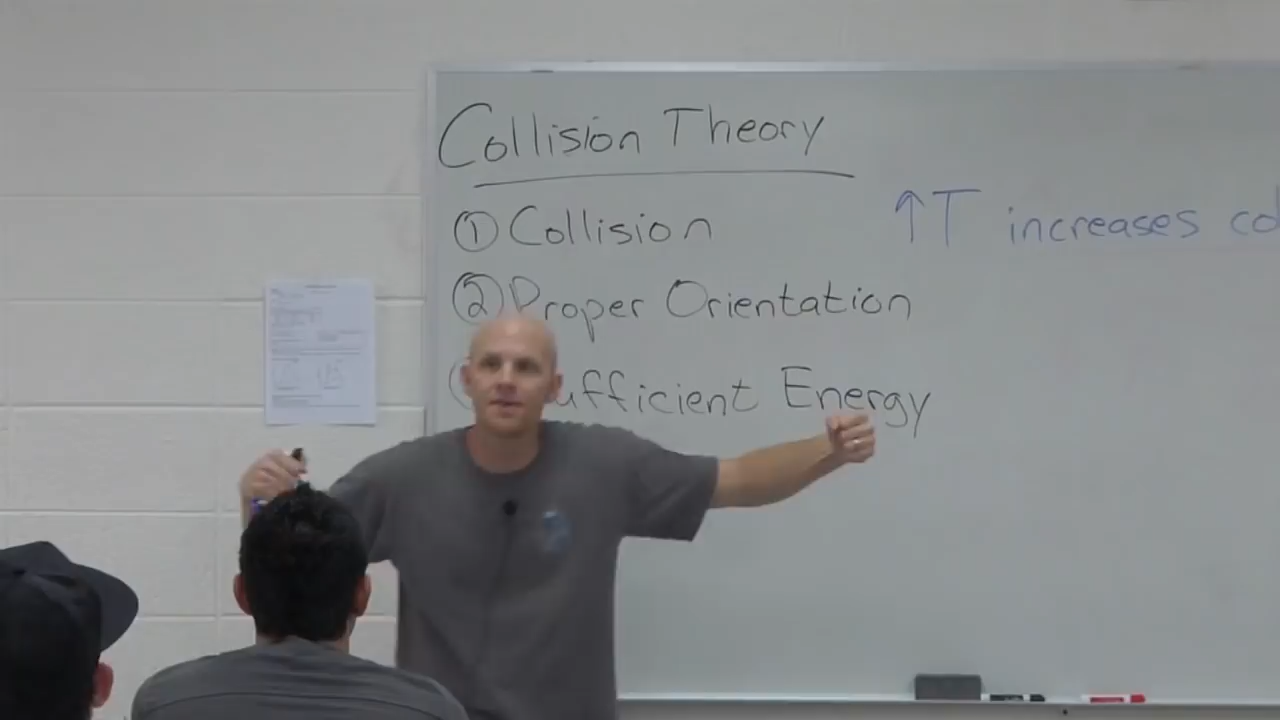 Collision Theory
① Collision
↑T increases co
② Proper Orientation
ufficient Energy